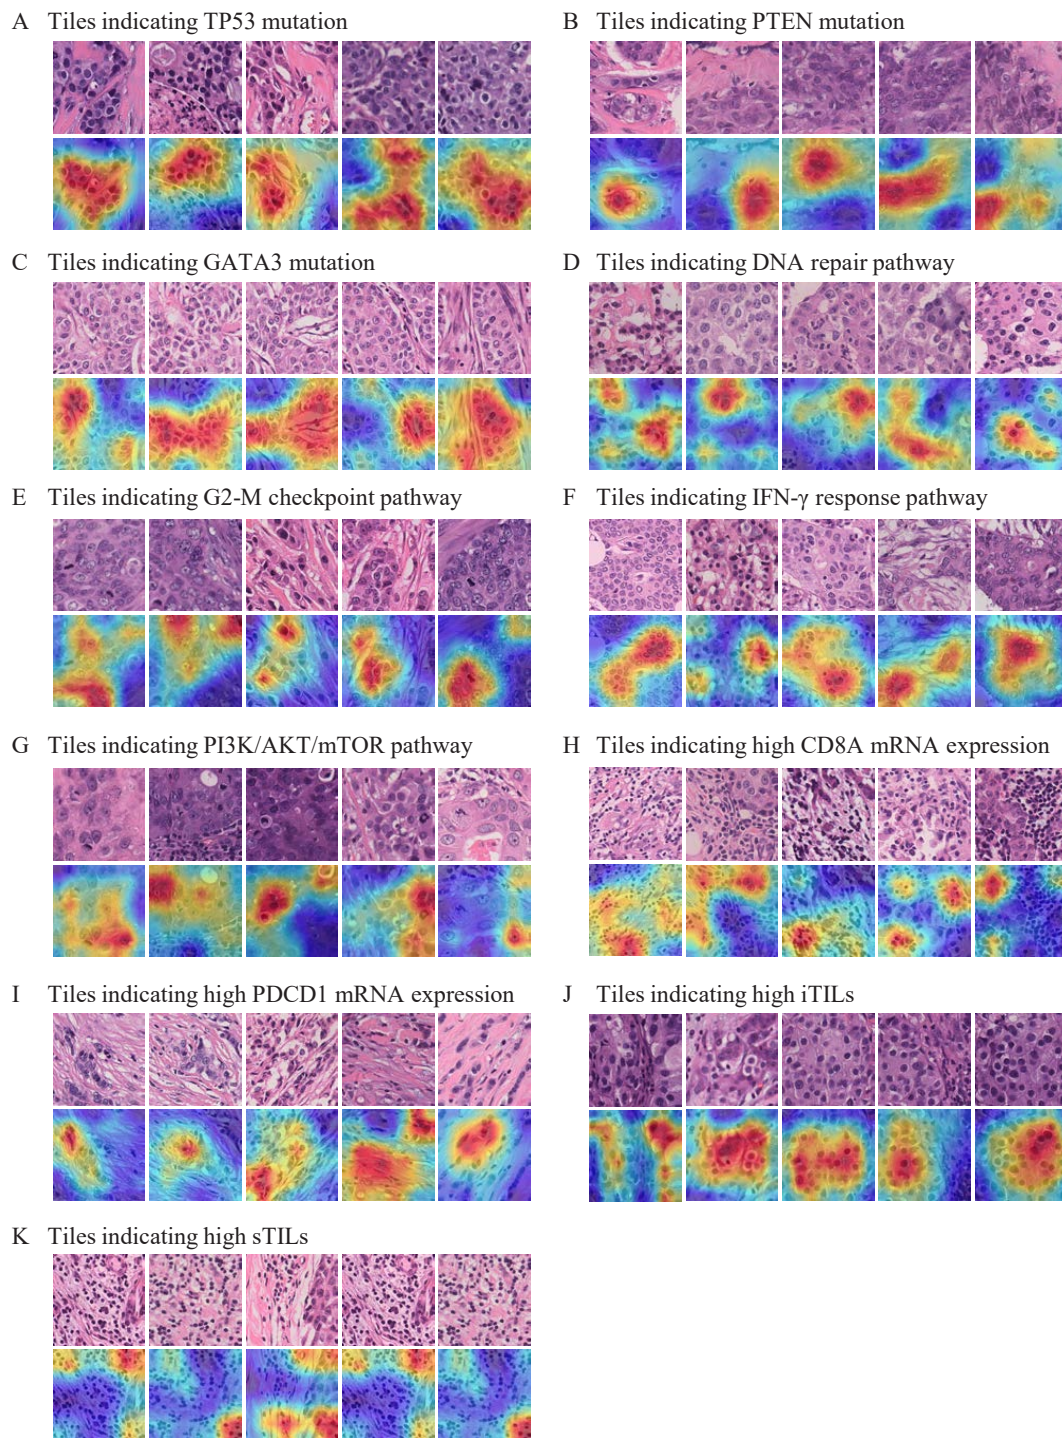 A Tiles indicating TP53 mutation
B Tiles indicating PTEN mutation
C Tiles indicating GATA3 mutation
D Tiles indicating DNA repair pathway
E Tiles indicating G2-M checkpoint pathway
F Tiles indicating IFN-γ response pathway
G Tiles indicating PI3K/AKT/mTOR pathway
H Tiles indicating high CD8A mRNA expression
I Tiles indicating high PDCD1 mRNA expression
J Tiles indicating high iTILs
K Tiles indicating high sTILs